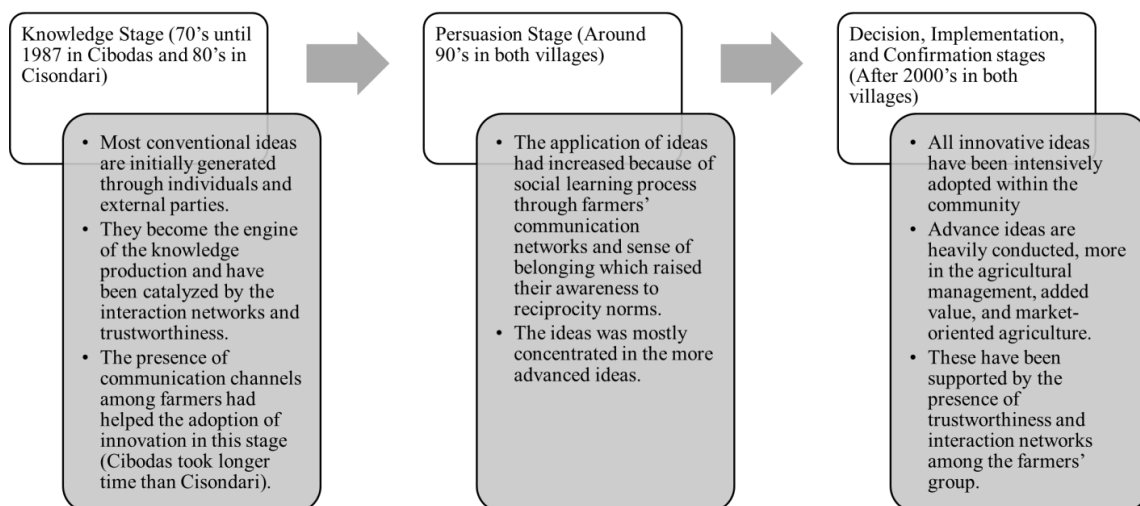 Knowledge Stage (70’s until
1987 in Cibodas and 80’s in
Cisondari)
• Most conventional ideas
are initially generated
through individuals and
external parties.
• They become the engine
of the knowledge
production and have
been catalyzed by the
interaction networks and
trustworthiness.
• The presence of
communication channels
among farmers had
helped the adoption of
innovation in this stage
(Cibodas took longer
time than Cisondari).
Persuasion Stage (Around
90’s in both villages)
• The application of ideas
had increased because of
social learning process
through farmers’
communication
networks and sense of
belonging which raised
their awareness to
reciprocity norms.
• The ideas was mostly
concentrated in the more
advanced ideas.
Decision, Implementation,
and Confirmation stages
(After 2000’s in both
villages)
• All innovative ideas
have been intensively
adopted within the
community
• Advance ideas are
heavily conducted, more
in the agricultural
management, added
value, and market-
oriented agriculture.
• These have been
supported by the
presence of
trustworthiness and
interaction networks
among the farmers’
group.